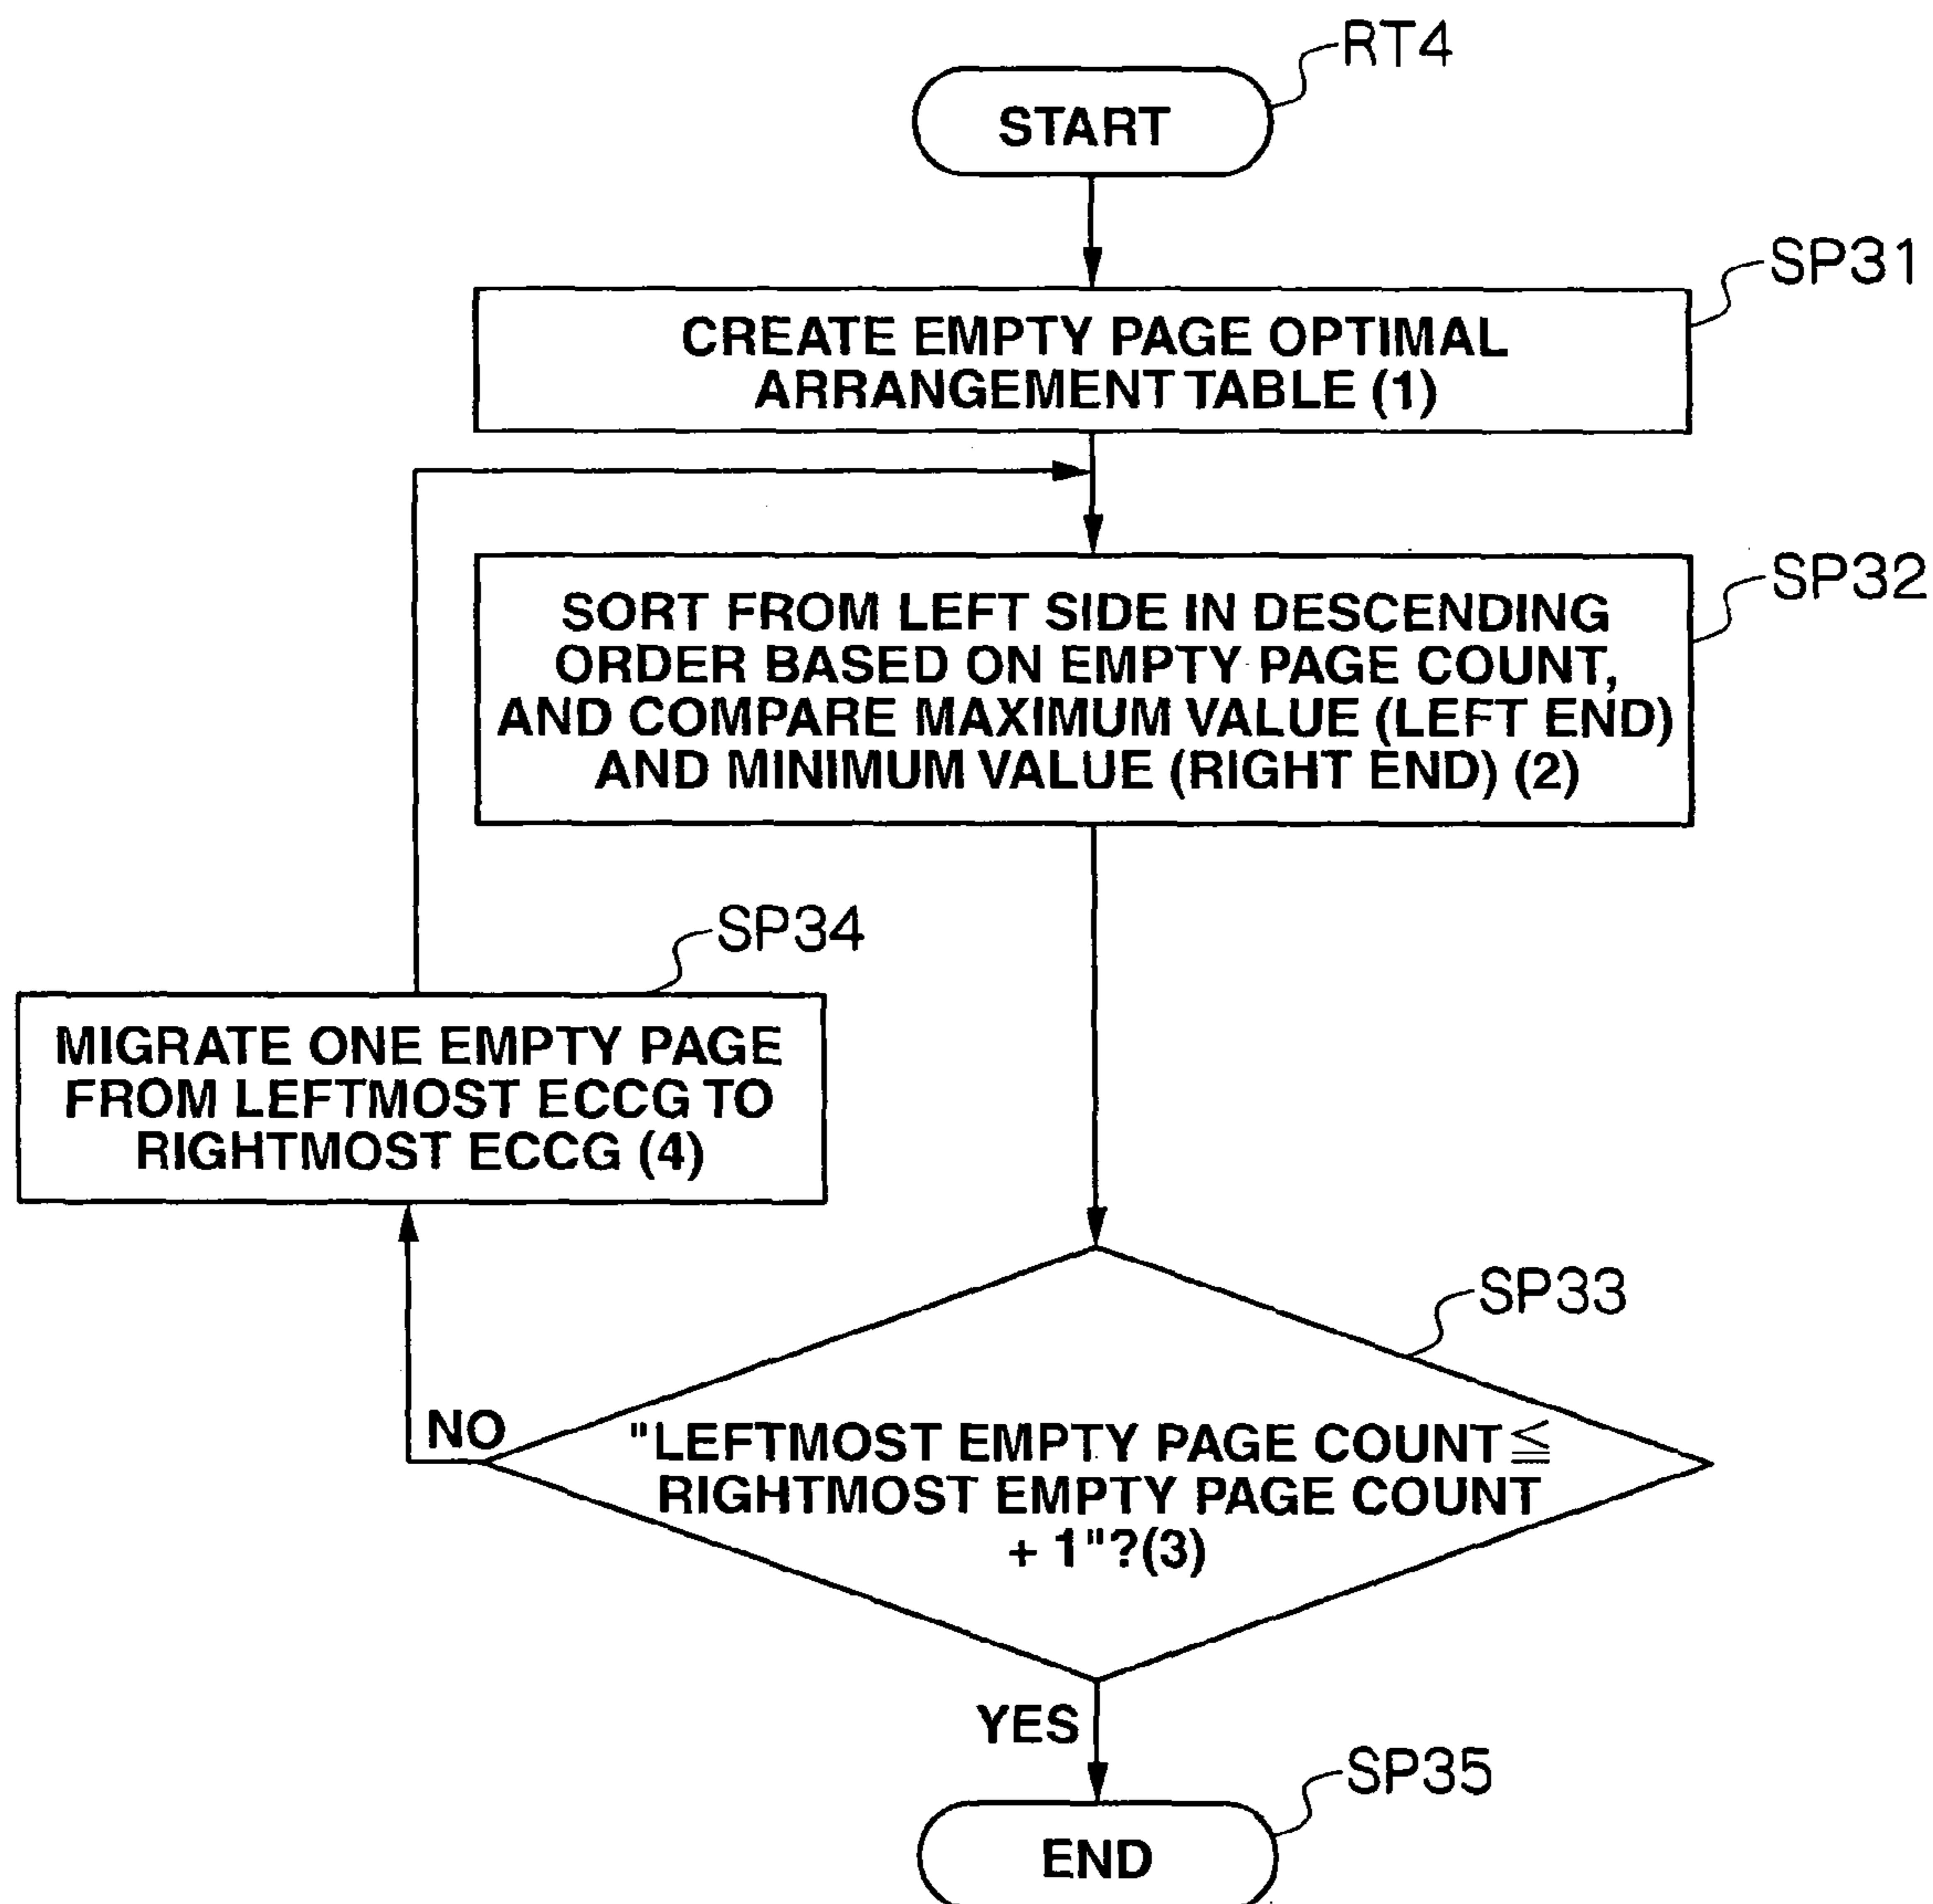 RT4
START
SP31
CREATE EMPTY PAGE OPTIMAL
ARRANGEMENT TABLE (1)
SP32
SORT FROM LEFT SIDE IN DESCENDING
ORDER BASED ON EMPTY PAGE COUNT,
AND COMPARE MAXIMUM VALUE (LEFT END)
AND MINIMUM VALUE (RIGHT END) (2)
SP34
MIGRATE ONE EMPTY PAGE
FROM LEFTMOST ECCG TO
RIGHTMOST ECCG (4)
SP33
NO
"LEFTMOST EMPTY PAGE COUNT ≦
RIGHTMOST EMPTY PAGE COUNT
+ 1"?(3)
YES
SP35
END